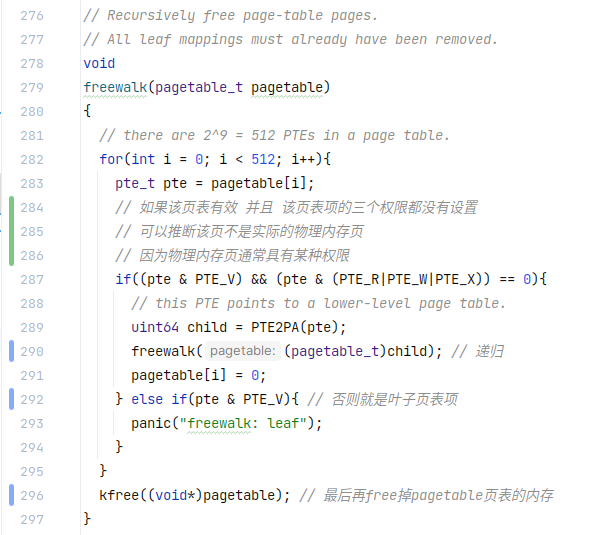 276 // Recursively free page-table pages.
277 // All leaf mappings must already have been removed.
278 void
279 freewalk(pagetable_t pagetable)
280 {
281 // there are 2^9 = 512 PTEs in a page table.
282 for(int i = 0; i < 512; i++){
283 pte_t pte = pagetable[i];
284 // 如果该页表有效 并且 该页表项的三个权限都没有设置
285 // 可以推断该页不是实际的物理内存页
286 // 因为物理内存页通常具有某种权限
287 if((pte & PTE_V) && (pte & (PTE_R|PTE_W|PTE_X)) == 0){
288 // this PTE points to a lower-level page table.
289 uint64 child = PTE2PA(pte);
290 freewalk( pagetable: (pagetable_t)child); // 递归
291 pagetable[i] = 0;
292 } else if(pte & PTE_V){ // 否则就是叶子页表项
293 panic("freewalk: leaf");
294 }
295 }
296 kfree((void*)pagetable); // 最后再free掉pagetable页表的内存
297 }